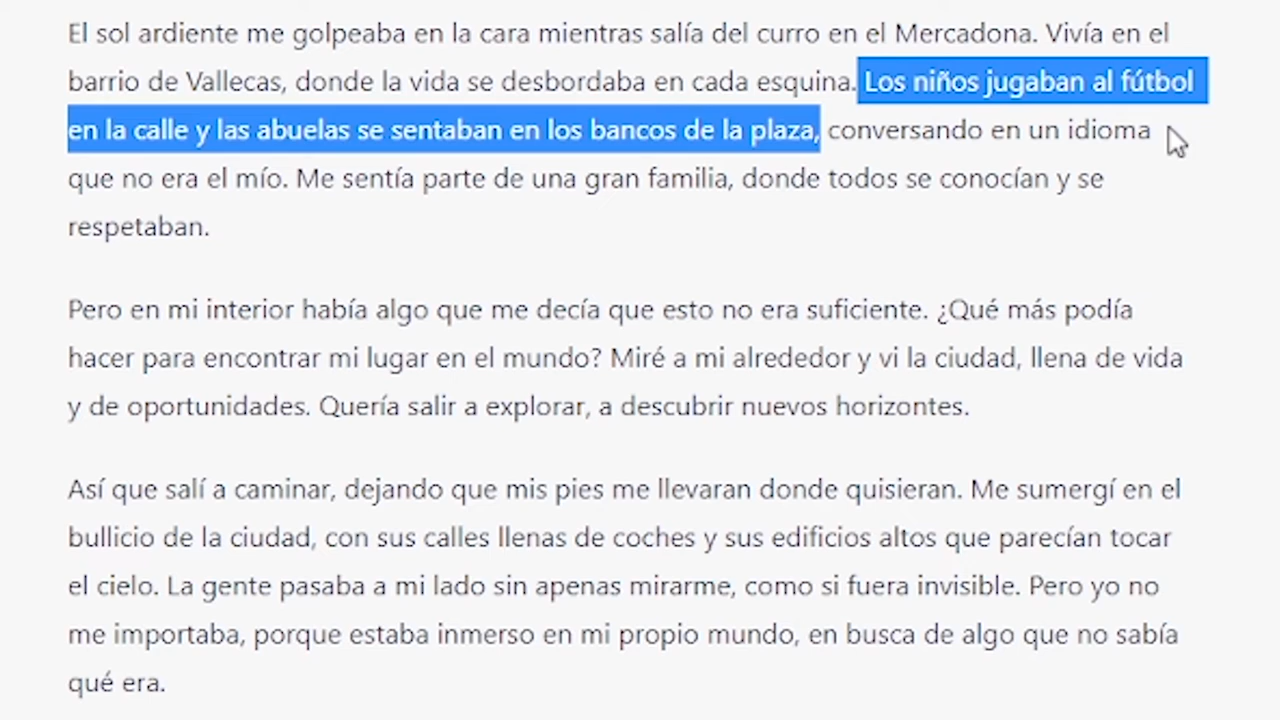 El sol ardiente me golpeaba en la cara mientras salía del curro en el Mercadona. Vivía en el
barrio de Vallecas, donde la vida se desbordaba en cada esquina. Los niños jugaban al fútbol
en la calle y las abuelas se sentaban en los bancos de la plaza, conversando en un idioma
que no era el mío. Me sentía parte de una gran familia, donde todos se conocían y se
respetaban.
Pero en mi interior había algo que me decía que esto no era suficiente. ¿Qué más podía
hacer para encontrar mi lugar en el mundo? Miré a mi alrededor y vi la ciudad, llena de vida
y de oportunidades. Quería salir a explorar, a descubrir nuevos horizontes.
Así que salí a caminar, dejando que mis pies me llevaran donde quisieran. Me sumergí en el
bullicio de la ciudad, con sus calles llenas de coches y sus edificios altos que parecían tocar
el cielo. La gente pasaba a mi lado sin apenas mirarme, como si fuera invisible. Pero yo no
me importaba, porque estaba inmerso en mi propio mundo, en busca de algo que no sabía
qué era.